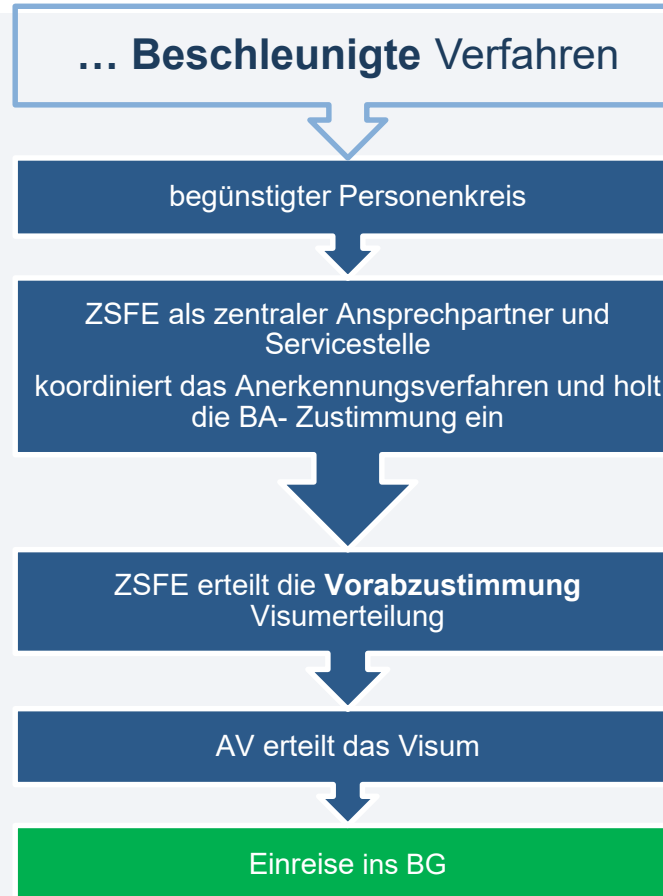 … Beschleunigte Verfahren
begünstigter Personenkreis
ZSFE als zentraler Ansprechpartner und
Servicestelle
koordiniert das Anerkennungsverfahren und holt
die BA- Zustimmung ein
ZSFE erteilt die Vorabzustimmung
Visumerteilung
AV erteilt das Visum
Einreise ins BG